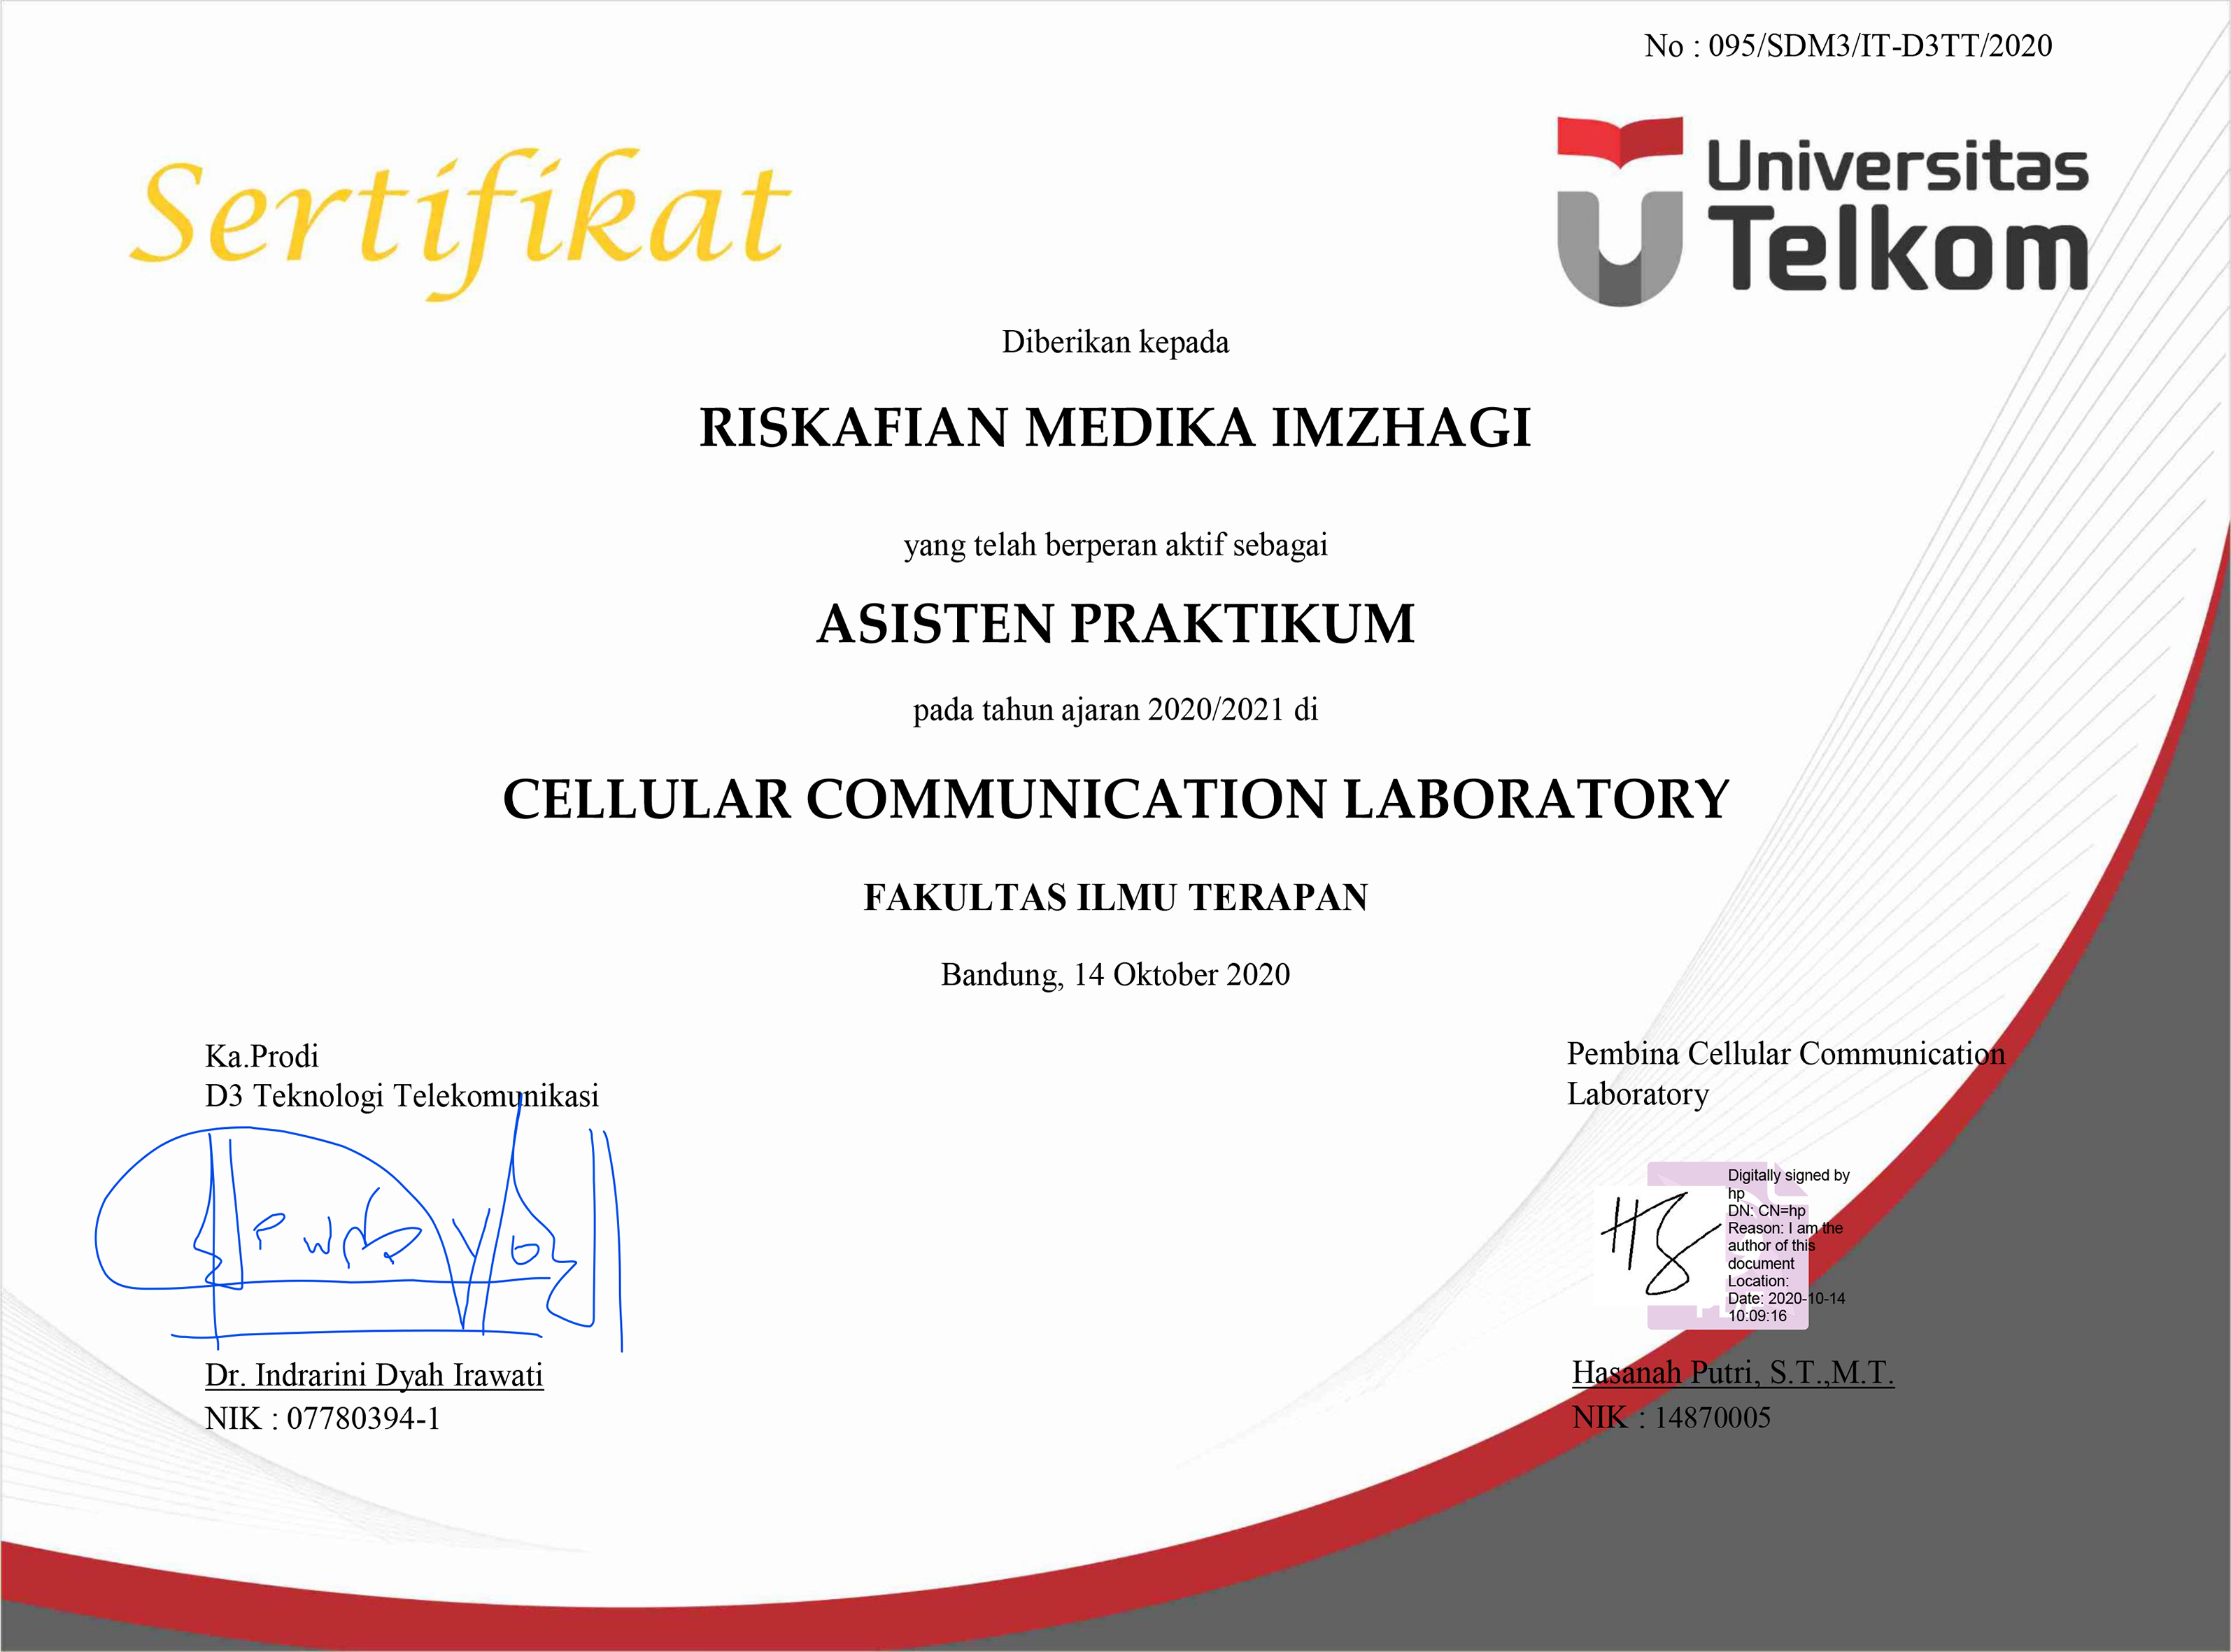 No : 095/SDM3/IT-D3TT/2020
Sertifikat
Universitas
Telkom
Diberikan kepada
RISKAFIAN MEDIKA IMZHAGI
yang telah berperan aktif sebagai
ASISTEN PRAKTIKUM
pada tahun ajaran 2020/2021 di
CELLULAR COMMUNICATION LABORATORY
FAKULTAS ILMU TERAPAN
Bandung, 14 Oktober 2020
Ka.Prodi
D3 Teknologi Telekomunikasi
Dr. Indrarini Dyah Irawati
NIK : 07780394-1
Pembina Cellular Communication
Laboratory
Digitally signed by
hp
DN: CN=hp
Reason: I am the
author of this
document
Location:
Date: 2020-10-14
10:09:16
Hasanah Putri, S.T.,M.T.
NIK : 14870005